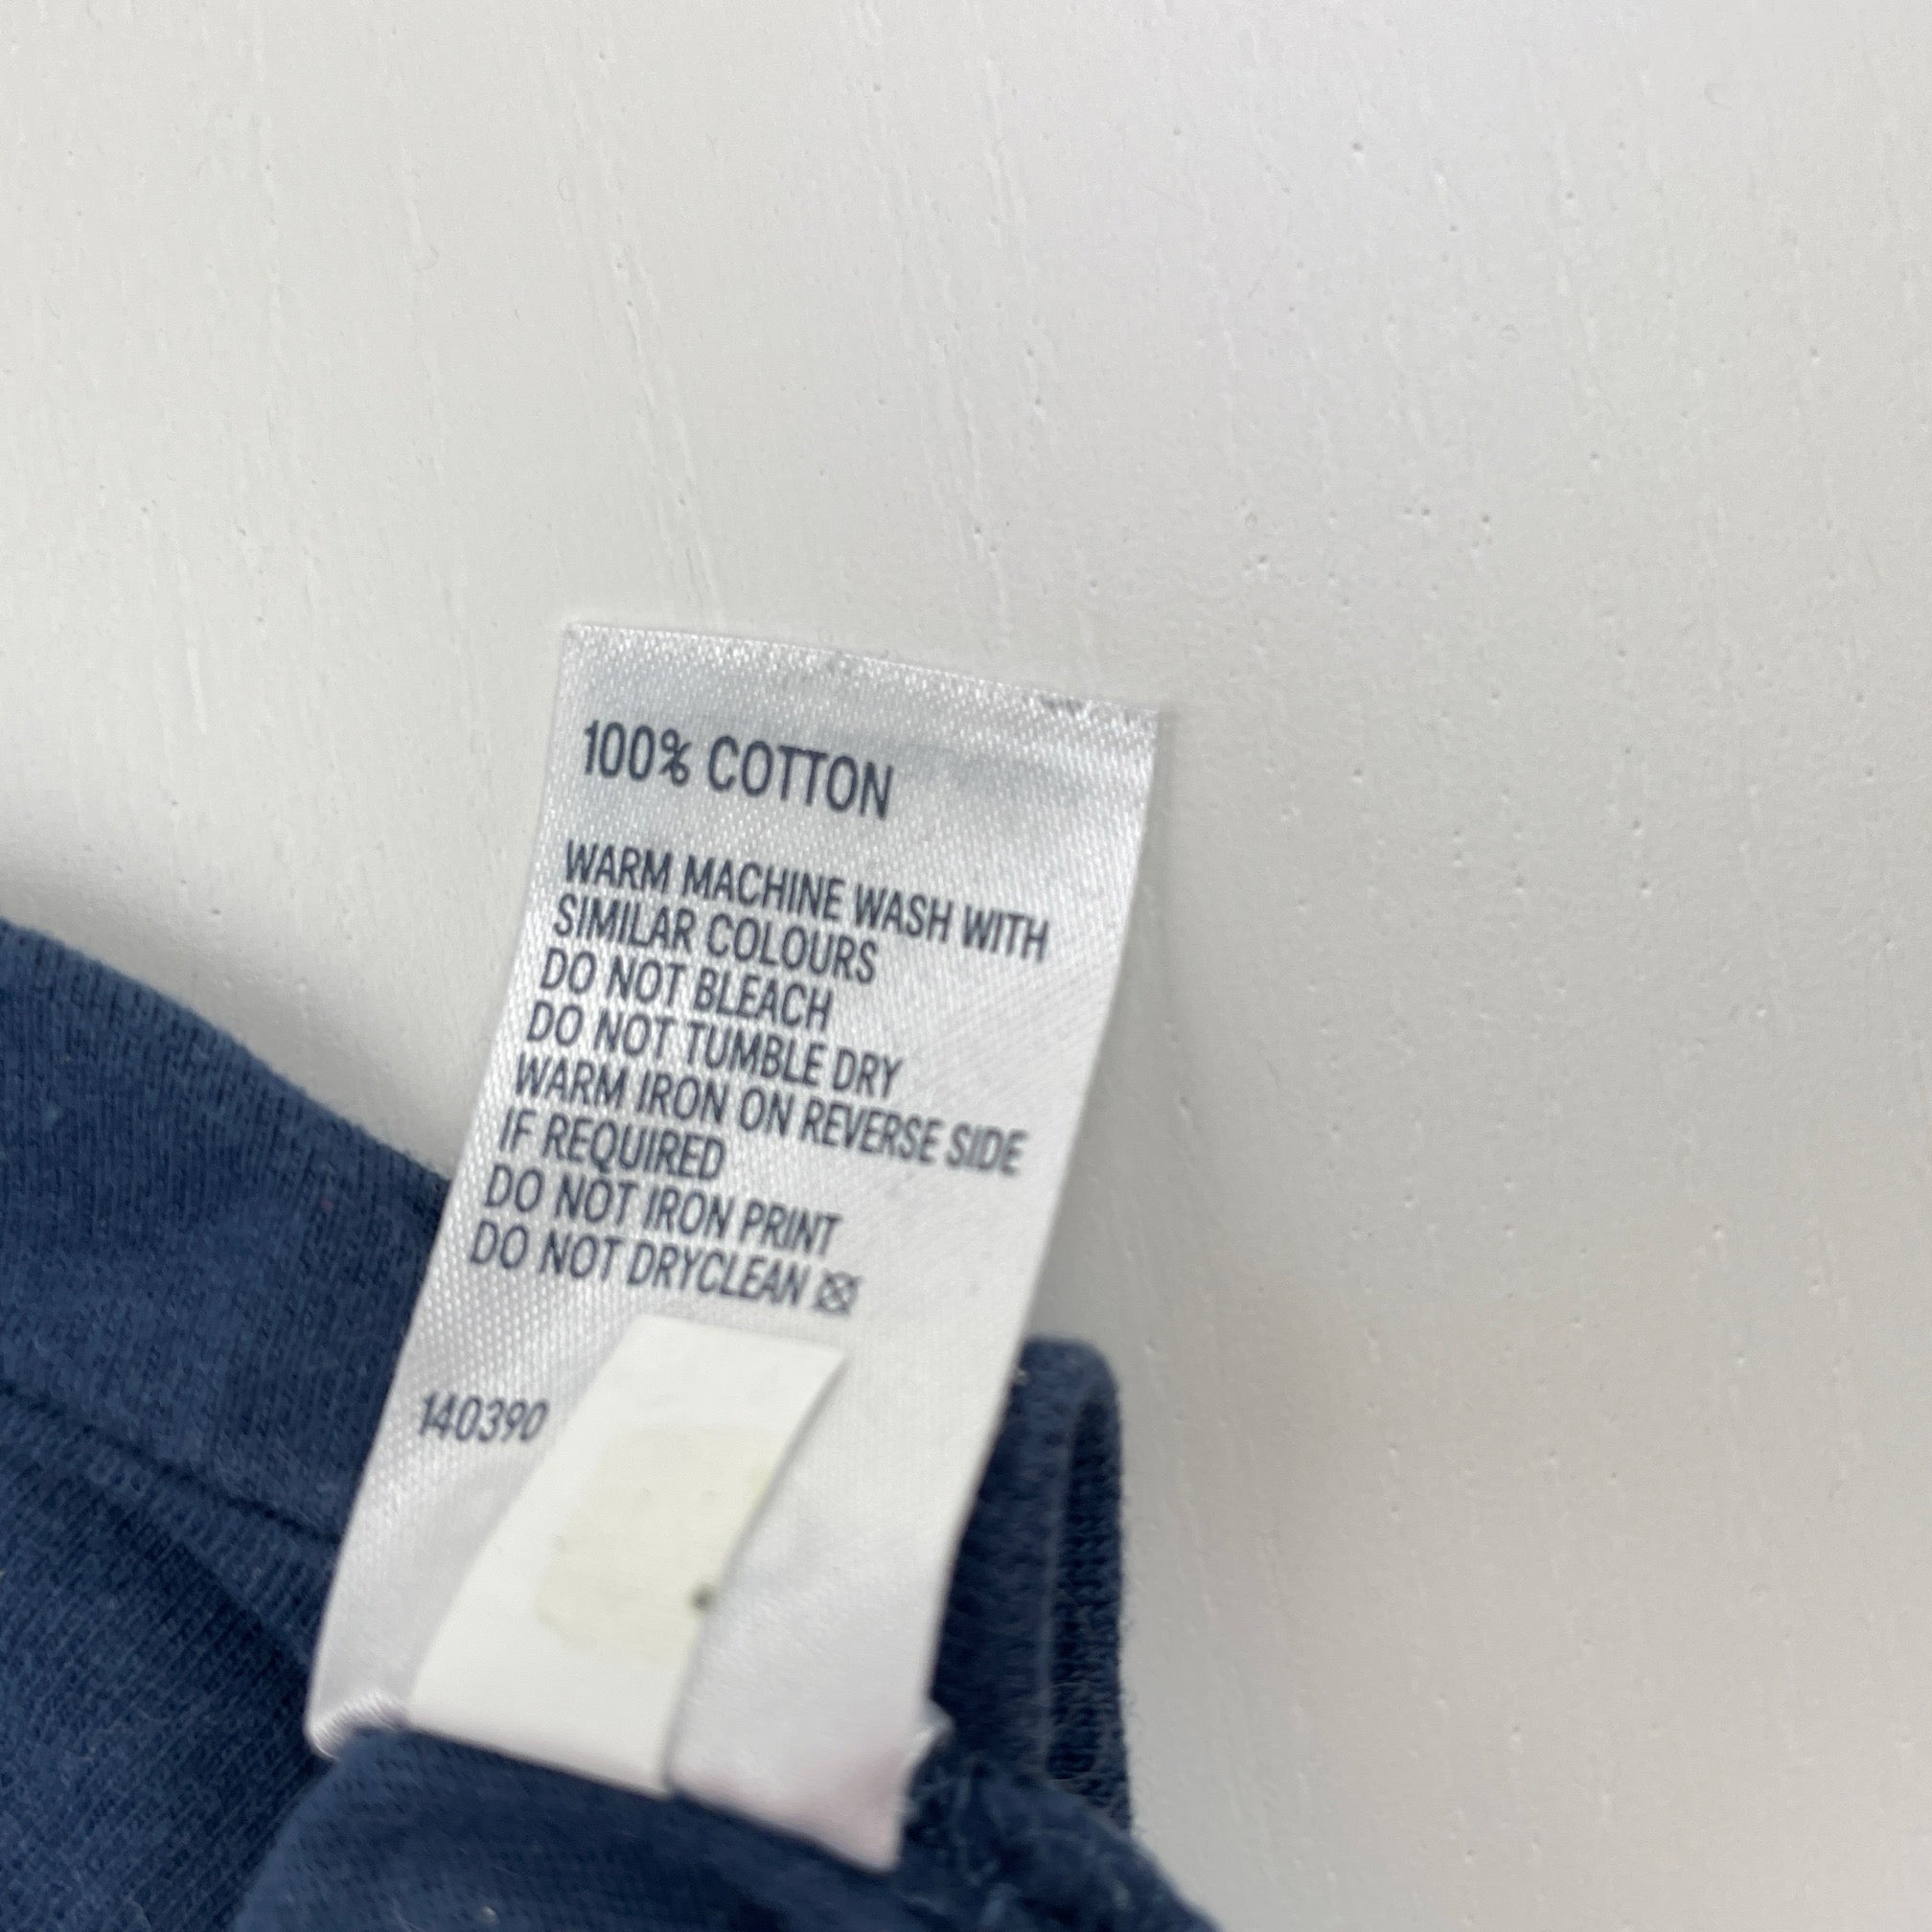 100% COTTON
WARM MACHINE WASH WITH
SIMILAR COLOURS
DO NOT BLEACH
DO NOT TUMBLE DRY
WARM IRON ON REVERSE SIDE
IF REQUIRED
DO NOT IRON PRINT
DO NOT DRYCLEAN
140390